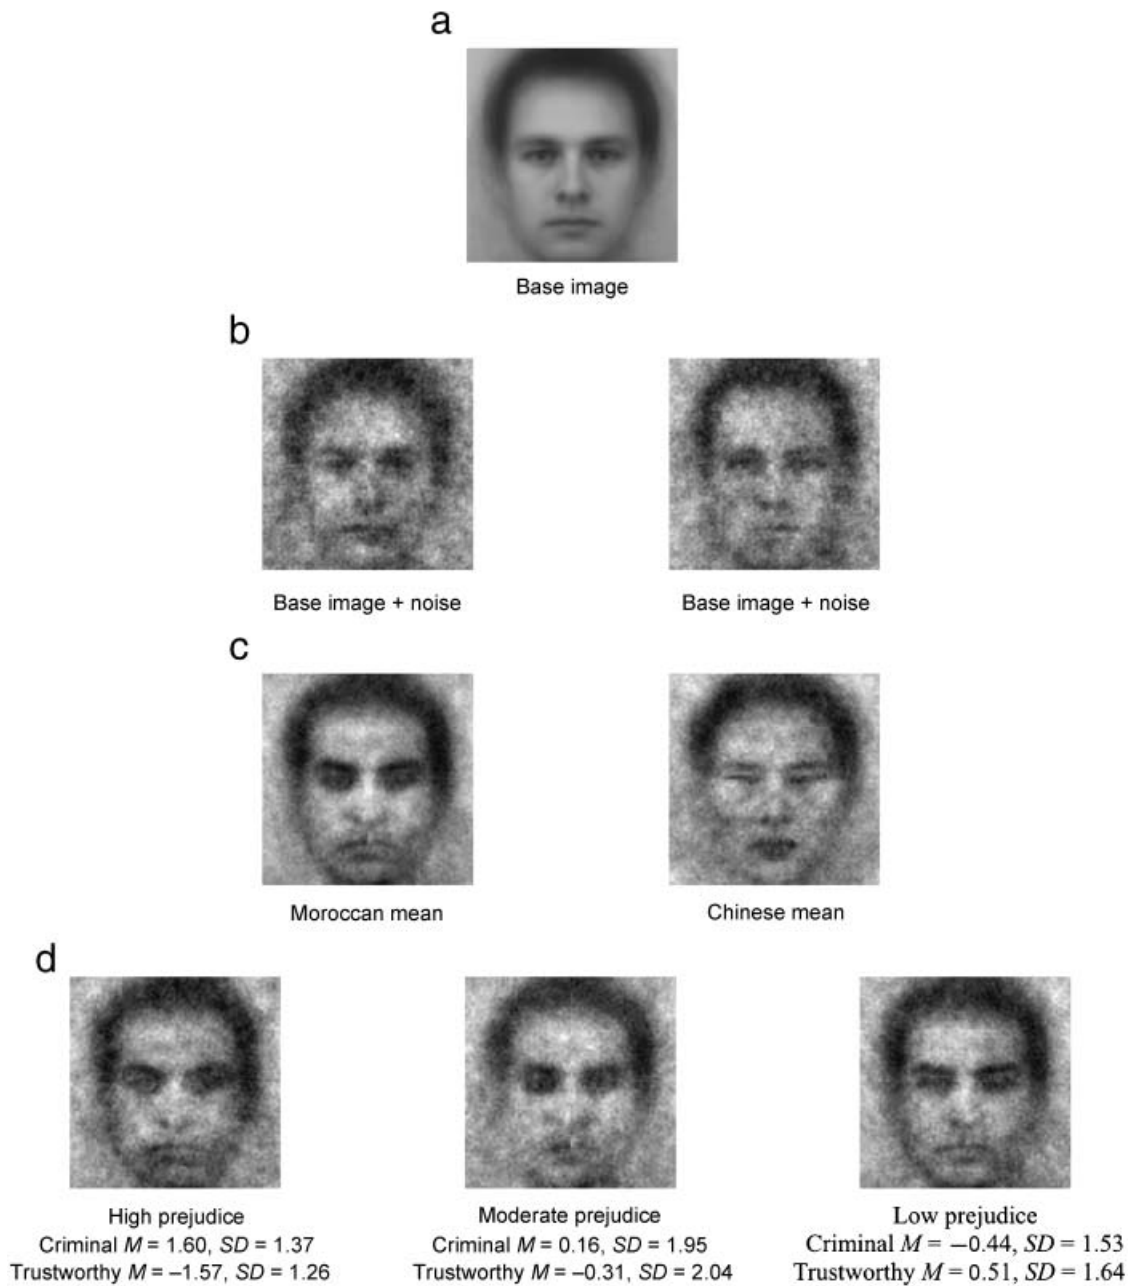 a
Base image
b
Base image + noise
Base image + noise
c
Moroccan mean
Chinese mean
d
High prejudice
Criminal M = 1.60, SD = 1.37
Trustworthy M = –1.57, SD = 1.26
Moderate prejudice
Criminal M = 0.16, SD = 1.95
Trustworthy M = –0.31, SD = 2.04
Low prejudice
Criminal M = —0.44, SD = 1.53
Trustworthy M = 0.51, SD = 1.64